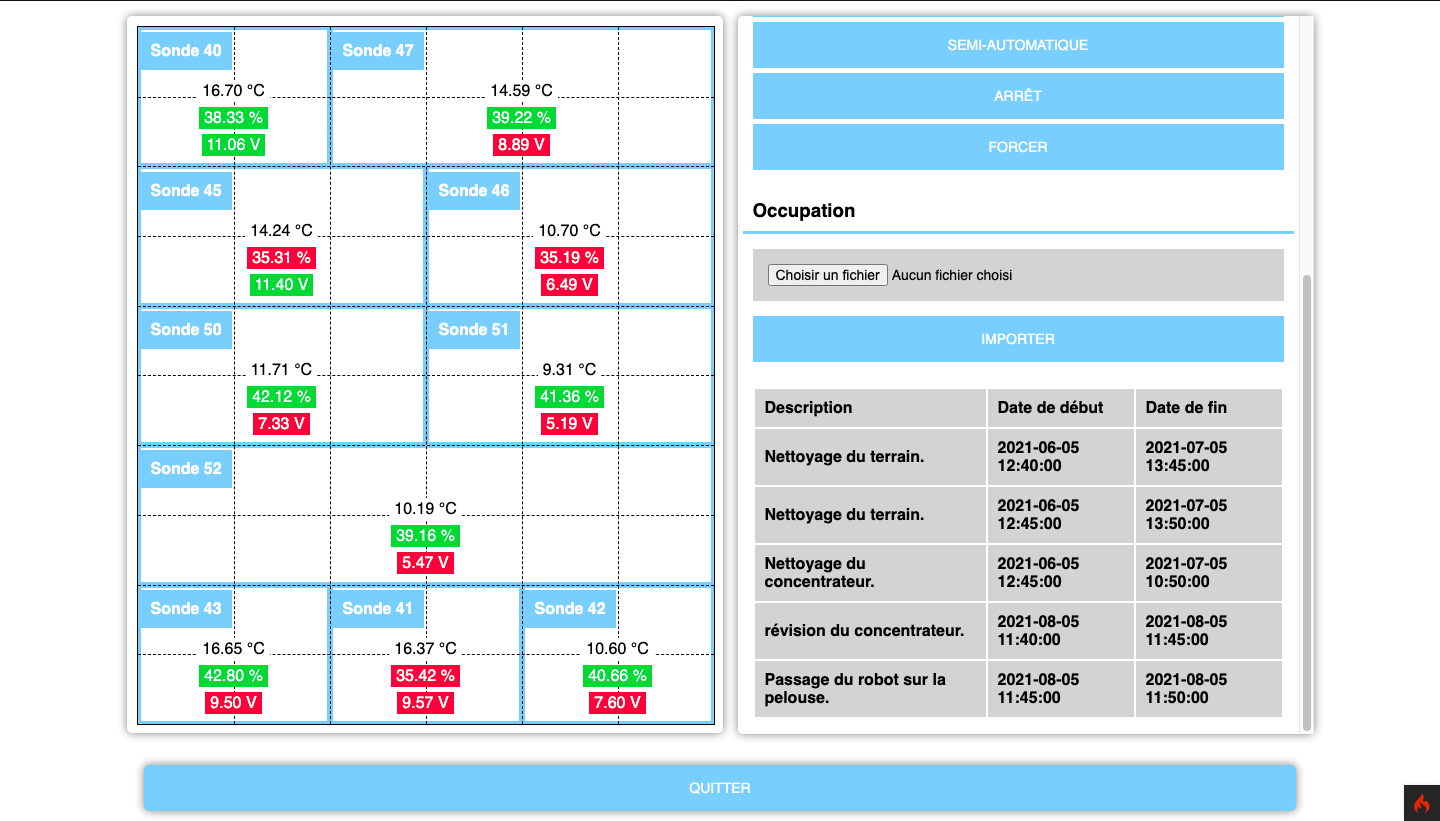 Sonde 40
16.70 °C
38.33 %
11.06 V
Sonde 47
14.59 °C
39.22 %
8.89 V
Sonde 45
14.24 °C
35.31 %
11.40 V
Sonde 46
10.70 °C
35.19 %
6.49 V
Sonde 50
11.71 °C
42.12 %
7.33 V
Sonde 51
9.31 °C
41.36 %
5.19 V
Sonde 52
10.19 °C
39.16 %
5.47 V
Sonde 43
16.65 °C
42.80 %
9.50 V
Sonde 41
16.37 °C
35.42 %
9.57 V
Sonde 42
10.60 °C
40.66 %
7.60 V
SEMI-AUTOMATIQUE
ARRÊT
FORCER
Occupation
Choisir un fichier Aucun fichier choisi
IMPORTER
Description Date de début Date de fin
Nettoyage du terrain.
2021-06-05
12:40:00
2021-07-05
13:45:00
Nettoyage du terrain.
2021-06-05
12:45:00
2021-07-05
13:50:00
Nettoyage du
concentrateur.
2021-06-05
12:45:00
2021-07-05
10:50:00
révision du concentrateur.
2021-08-05
11:40:00
2021-08-05
11:45:00
Passage du robot sur la
pelouse.
2021-08-05
11:45:00
2021-08-05
11:50:00
QUITTER